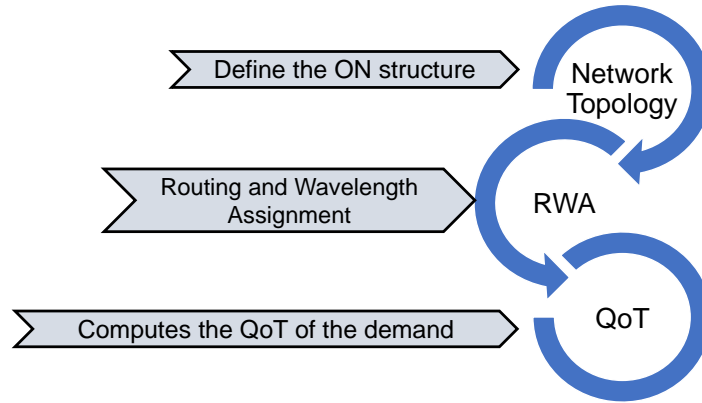 Define the ON structure
Network
Topology
Routing and Wavelength
Assignment
RWA
Computes the QoT of the demand
QoT